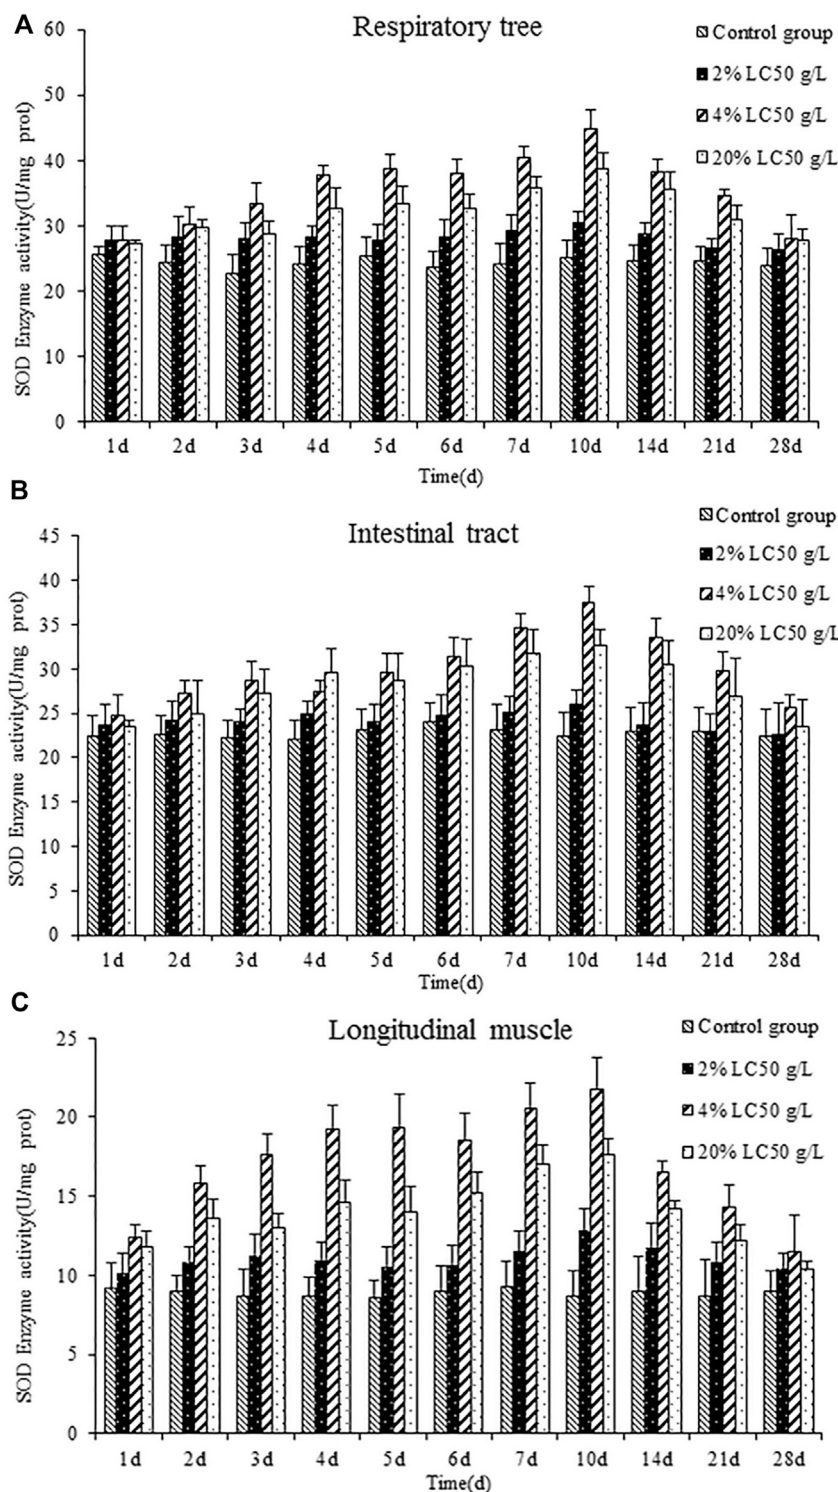 A
Respiratory tree
Control group
2% LC50 g/L
4% LC50 g/L
20% LC50 g/L
SOD Enzyme activity(U/mg prot)
60
50
40
30
20
10
0
1d 2d 3d 4d 5d 6d 7d 10d 14d 21d 28d
Time(d)
B
Intestinal tract
Control group
2% LC50 g/L
4% LC50 g/L
20% LC50 g/L
SOD Enzyme activity(U/mg prot)
45
40
35
30
25
20
15
10
5
0
1d 2d 3d 4d 5d 6d 7d 10d 14d 21d 28d
Time(d)
C
Longitudinal muscle
Control group
2% LC50 g/L
4% LC50 g/L
20% LC50 g/L
SOD Enzyme activity(U/mg prot)
25
20
15
10
5
0
1d 2d 3d 4d 5d 6d 7d 10d 14d 21d 28d
Time(d)